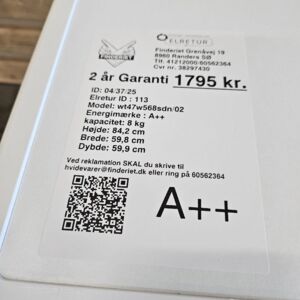 FINDERIET
ELRETUR
Finderiet Grenåvej 19
8960 Randers SØ
Tlf. 41212000/60562364
Cvr nr. 38297430
2 år Garanti 1795 kr.
ID: 04/37/25
Elretur ID : 113
Model: wt47w568sdn/02
Energimærke : A++
kapacitet: 8 kg
Højde: 84,2 cm
Brede: 59,8 cm
Dybde: 59,9 cm
Ved reklamation SKAL du skrive til
hvidevarer@finderiet.dk eller ring på 60562364
A++